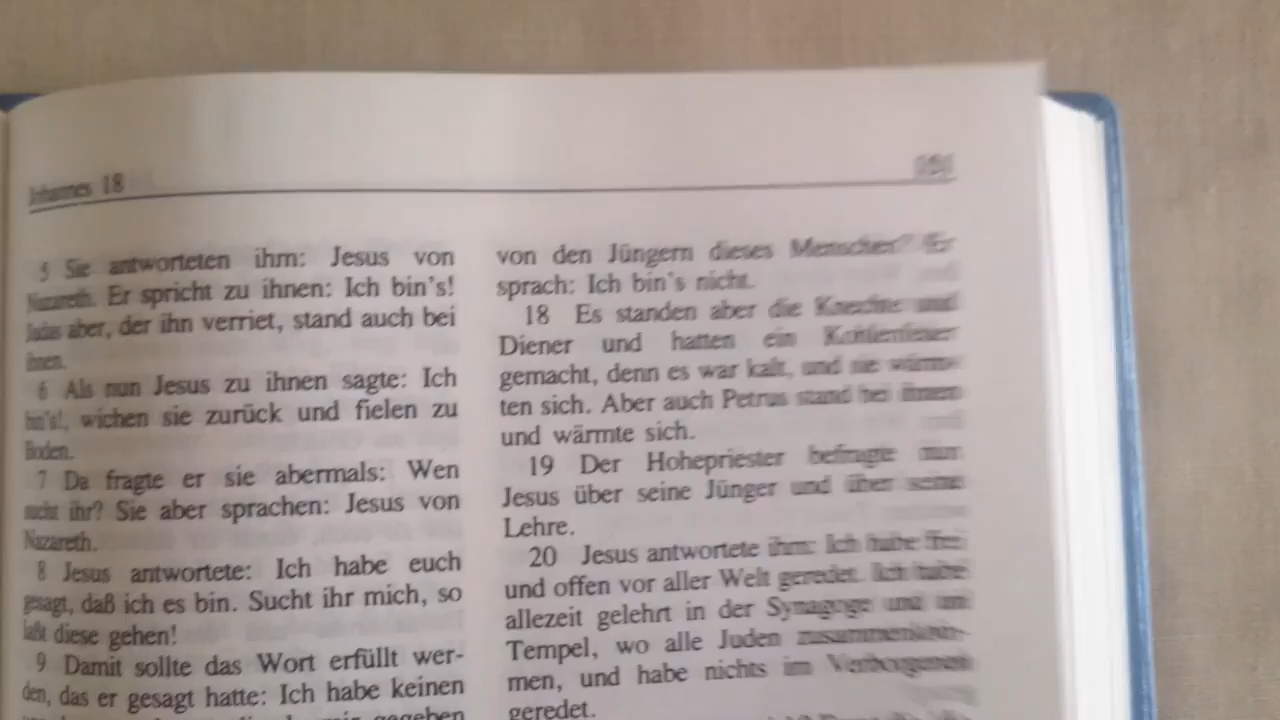 Johannes 18
5 Sie antworteten ihm: Jesus von
Nazareth. Er spricht zu ihnen: Ich bin's!
Judas aber, der ihn verriet, stand auch bei
ihnen.
6 Als nun Jesus zu ihnen sagte: Ich
bin's!, wichen sie zurück und fielen zu
Boden.
7 Da fragte er sie abermals: Wen
sucht ihr? Sie aber sprachen: Jesus von
Nazareth.
8 Jesus antwortete: Ich habe euch
gesagt, daß ich es bin. Sucht ihr mich, so
laßt diese gehen!
9 Damit sollte das Wort erfüllt wer-
den, das er gesagt hatte: Ich habe keinen
gegeben
von den Jüngern dieses Menschen? Er
sprach: Ich bin's nicht.
18 Es standen aber die Knechte und
Diener und hatten ein Kohlenfeuer
gemacht, denn es war kalt, und sie wärm-
ten sich. Aber auch Petrus stand bei ihnen
und wärmte sich.
19 Der Hohepriester befragte nun
Jesus über seine Jünger und über seine
Lehre.
20 Jesus antwortete ihm: Ich habe frei
und offen vor aller Welt geredet. Ich habe
allezeit gelehrt in der Synagoge und im
Tempel, wo alle Juden zusammenkom-
men, und habe nichts im Verborgenen
geredet.